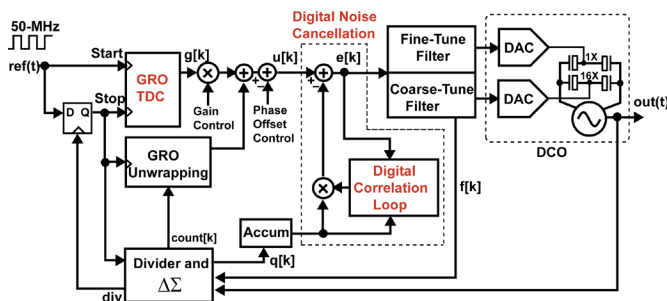 50-MHz
ref(t)
Start
Stop
GRO
TDC
g[k]
Gain
Control
Phase
Offset
Control
u[k]
Digital Noise
Cancellation
e[k]
Fine-Tune
Filter
Coarse-Tune
Filter
DAC
DAC
1X
16X
out(t)
DCO
D Q
GRO
Unwrapping
Digital
Correlation
Loop
f[k]
Accum
count[k]
q[k]
Divider and
ΔΣ
div
+
−
+
−